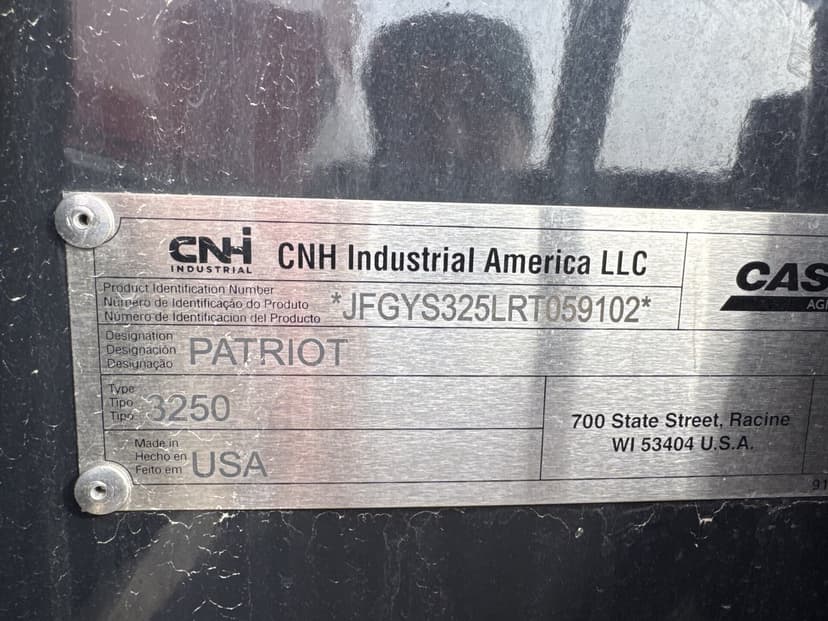 CNH INDUSTRIAL CNH Industrial America LLC
CAS
AG
Product Identification Number
Número de Identificação do Produto
Número de Identificación del Producto
*JFGYS325LRT059102*
Designation
Designación
Designação
PATRIOT
Type
Tipo
Tipo
3250
Made in
Hecho en
Feito em
USA
700 State Street, Racine
WI 53404 U.S.A.
91